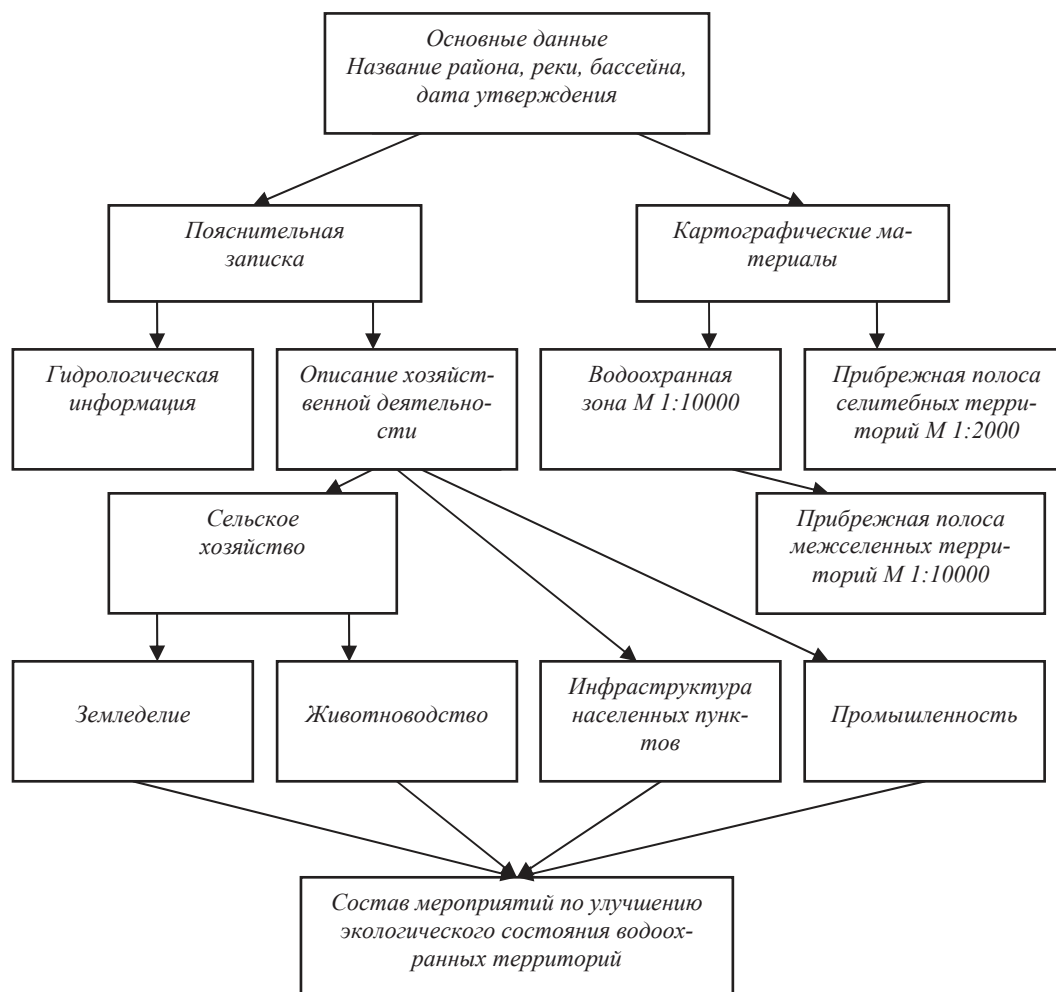 Основные данные
Название района, реки, бассейна,
дата утверждения
Пояснительная
записка
Картографические ма-
териалы
Гидрологическая
информация
Описание хозяйст-
венной деятельно-
сти
Водоохранная
зона М 1:10000
Прибрежная полоса
селитебных терри-
торий М 1:2000
Сельское
хозяйство
Прибрежная полоса
межселенных терри-
торий М 1:10000
Земледелие
Животноводство
Инфраструктура
населенных пунк-
тов
Промышленность
Состав мероприятий по улучшению
экологического состояния водоох-
ранных территорий